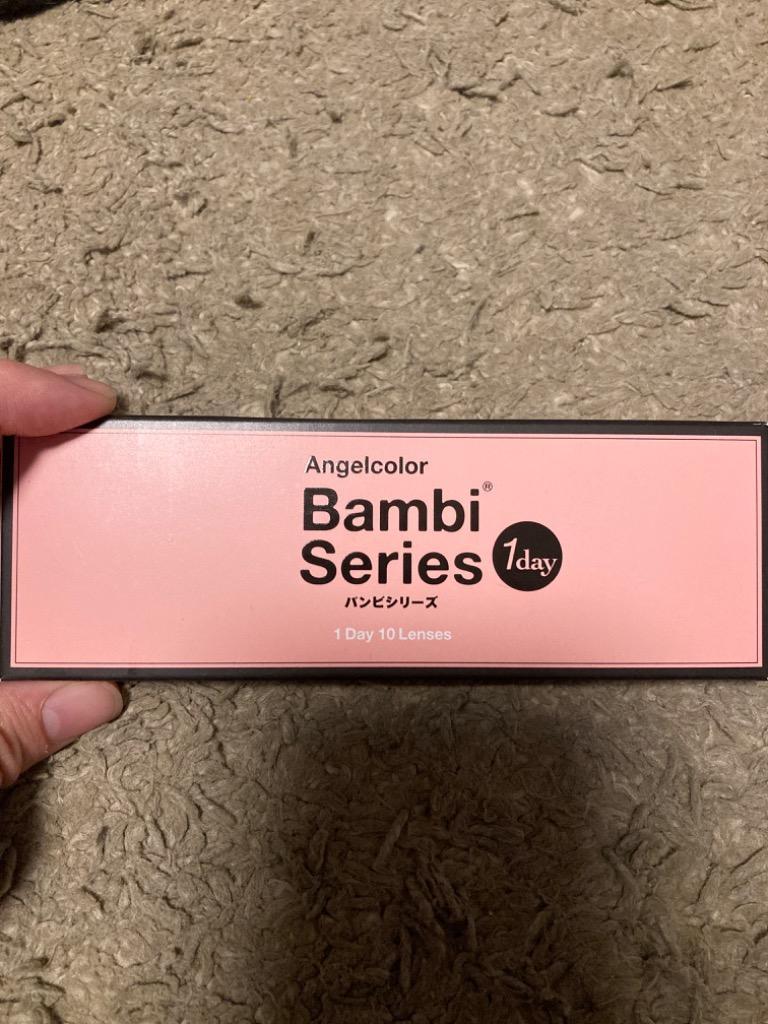 Angelcolor
Bambi®
Series 1day
バンビシリーズ
1 Day 10 Lenses